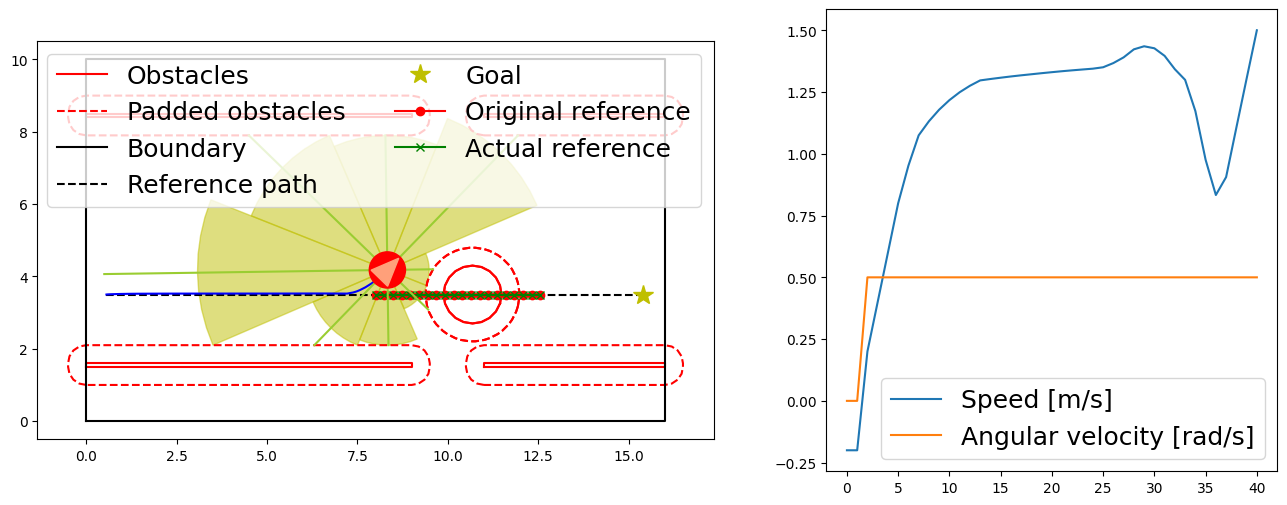 Obstacles
Padded obstacles
Boundary
Reference path
Goal
Original reference
Actual reference
10
8
6
4
2
0
0.0 2.5 5.0 7.5 10.0 12.5 15.0
1.50
1.25
1.00
0.75
0.50
0.25
0.00
−0.25
Speed [m/s]
Angular velocity [rad/s]
0 5 10 15 20 25 30 35 40